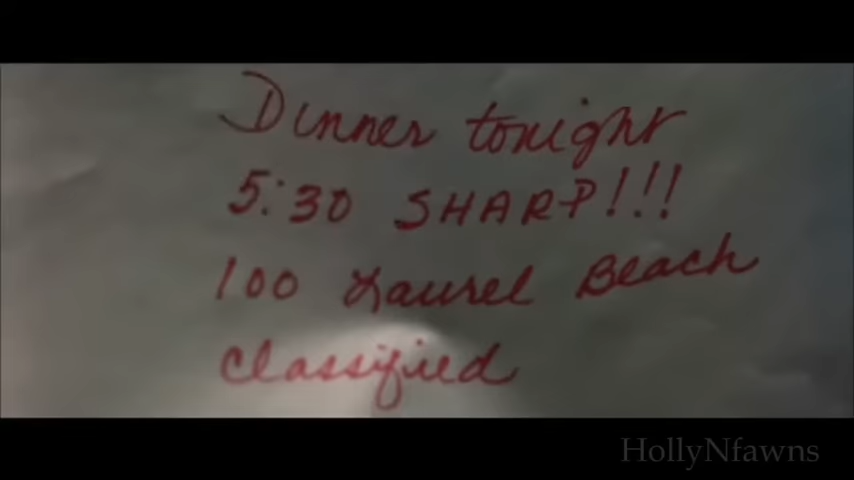 Dinner tonight
5:30 SHARP!!!
100 Laurel Beach
classified
HollyNfawns